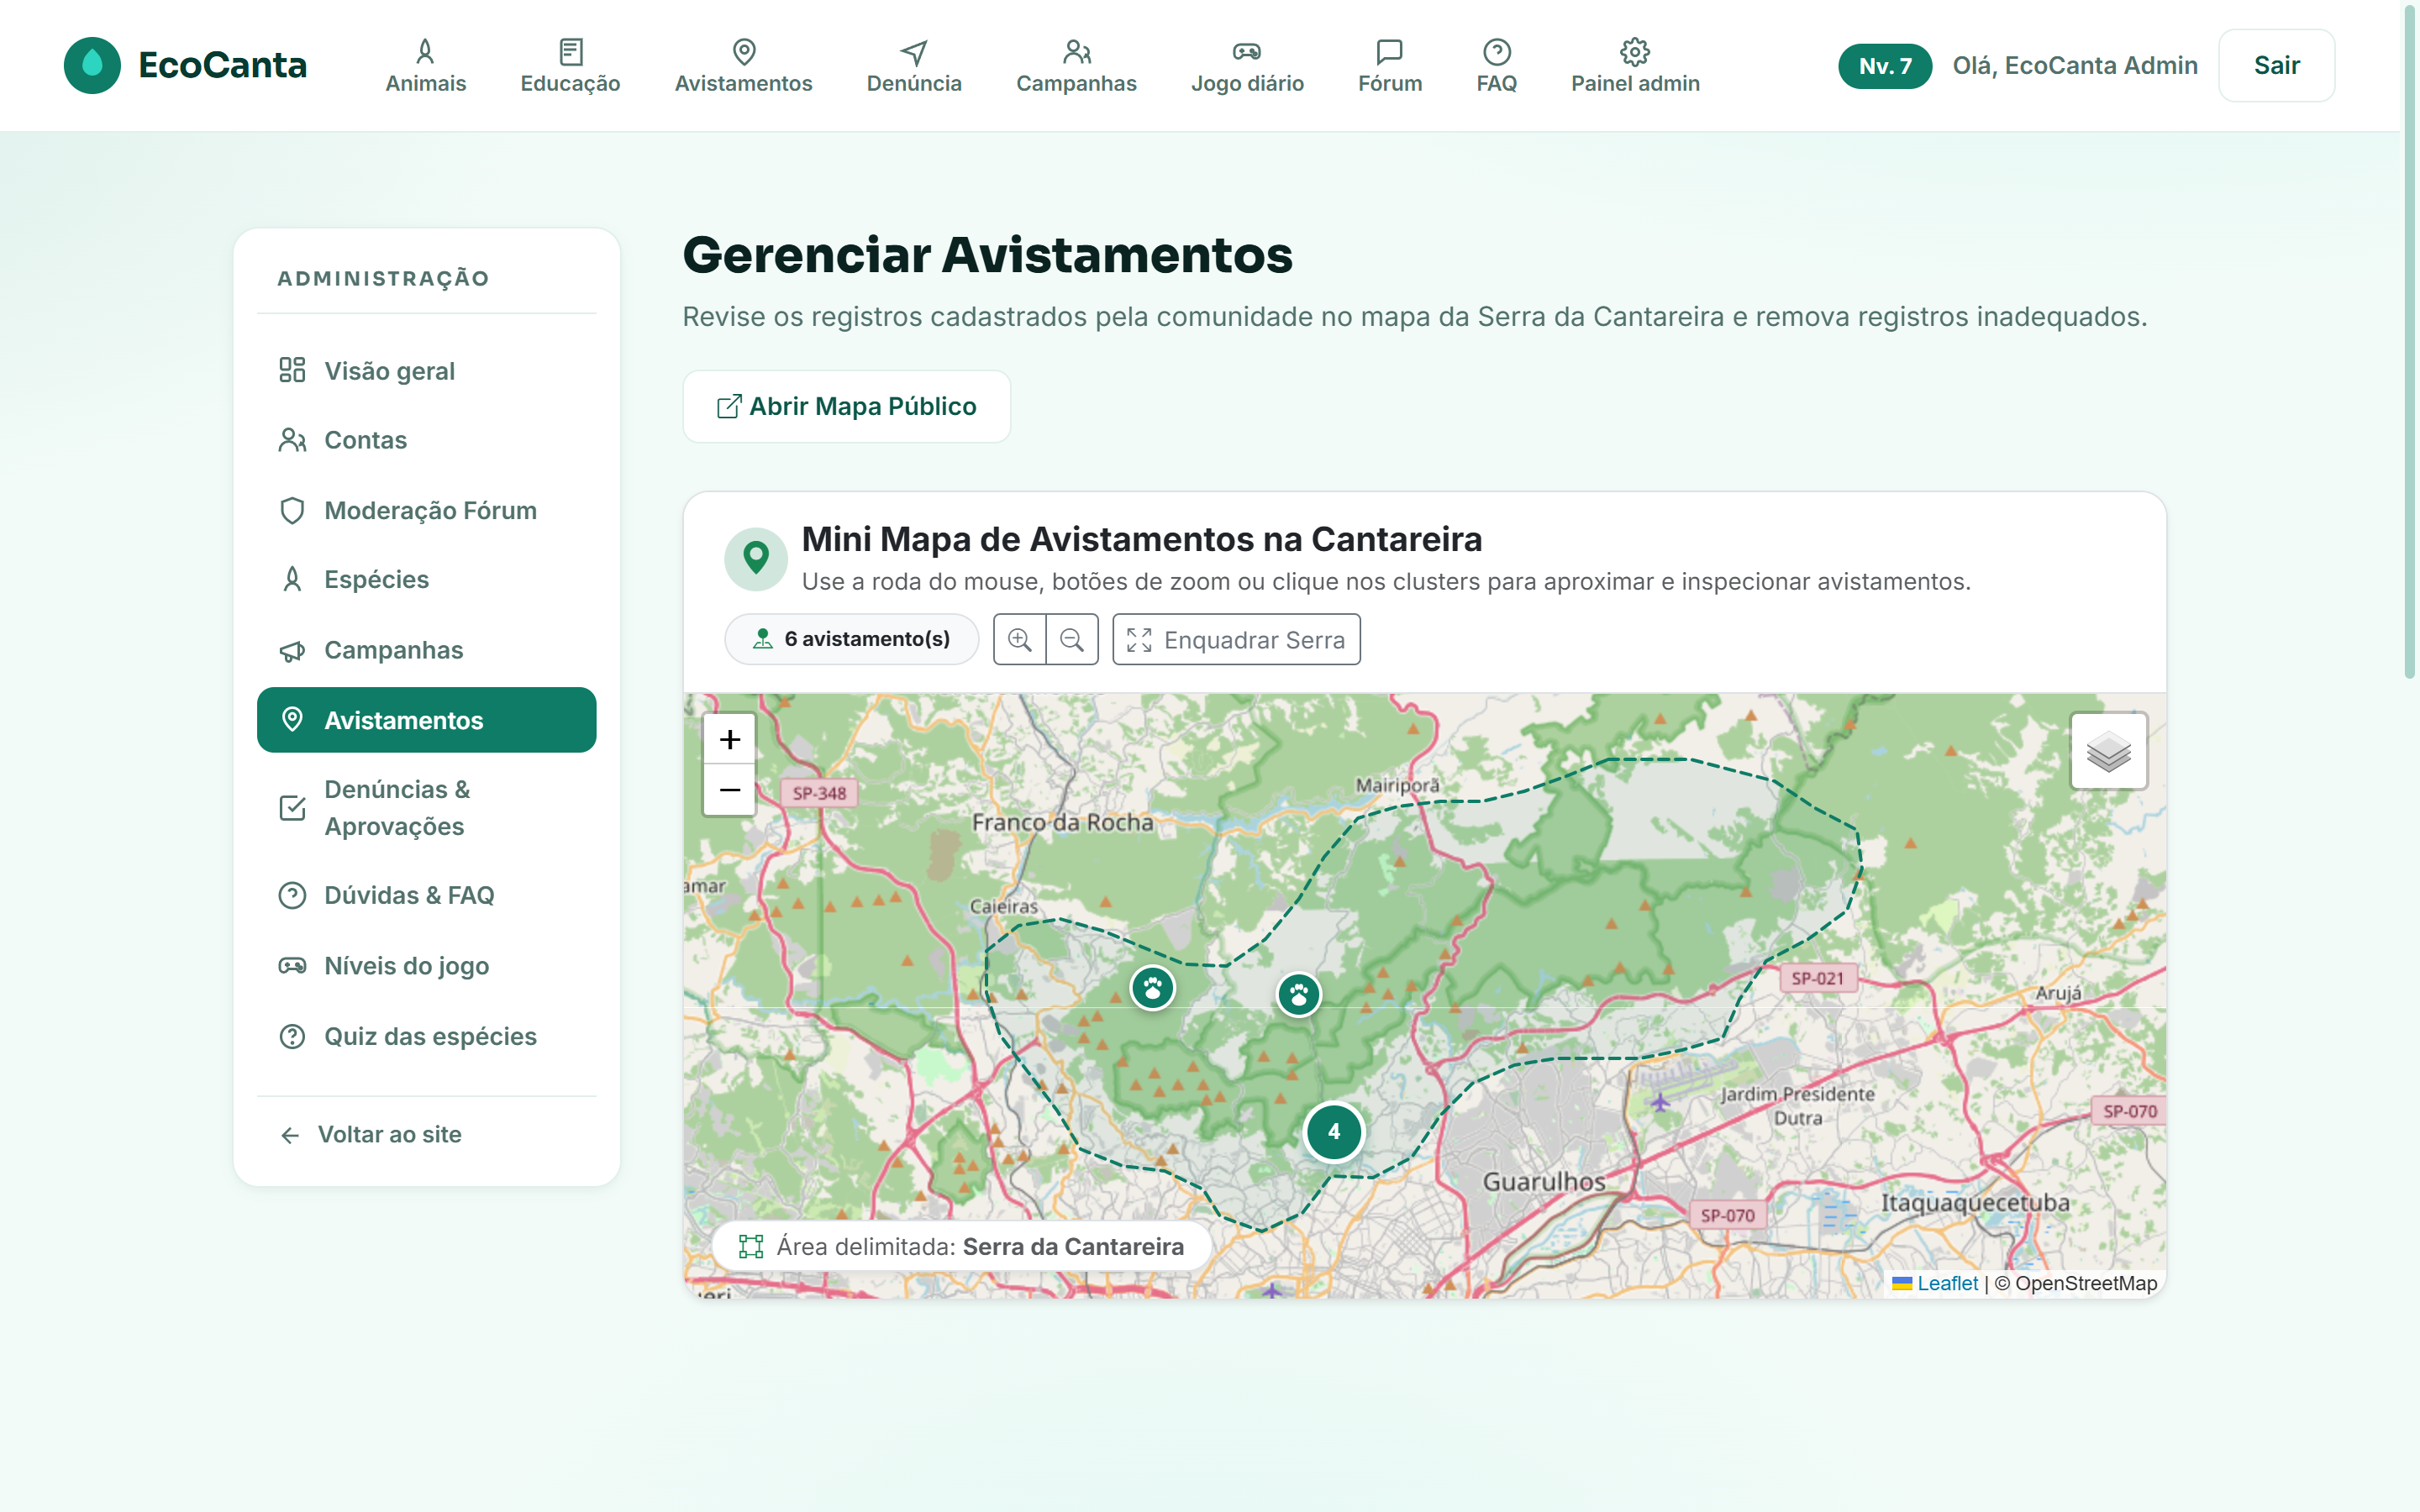 EcoCanta
Animais
Educação
Avistamentos
Denúncia
Campanhas
Jogo diário
Fórum
FAQ
Painel admin
Nv. 7
Olá, EcoCanta Admin
Sair
ADMINISTRAÇÃO
Visão geral
Contas
Moderação Fórum
Espécies
Campanhas
Avistamentos
Denúncias &
Aprovações
Dúvidas & FAQ
Níveis do jogo
Quiz das espécies
Voltar ao site
Gerenciar Avistamentos
Revise os registros cadastrados pela comunidade no mapa da Serra da Cantareira e remova registros inadequados.
Abrir Mapa Público
Mini Mapa de Avistamentos na Cantareira
Use a roda do mouse, botões de zoom ou clique nos clusters para aproximar e inspecionar avistamentos.
6 avistamento(s)
Enquadrar Serra
+
−
SP-348
Mairiporã
Franco da Rocha
amar
Caieiras
SP-021
Arujá
Jardim Presidente
Dutra
SP-070
4
Guarulhos
SP-070
Itaquaquecetuba
Área delimitada: Serra da Cantareira
eri
Leaflet | © OpenStreetMap